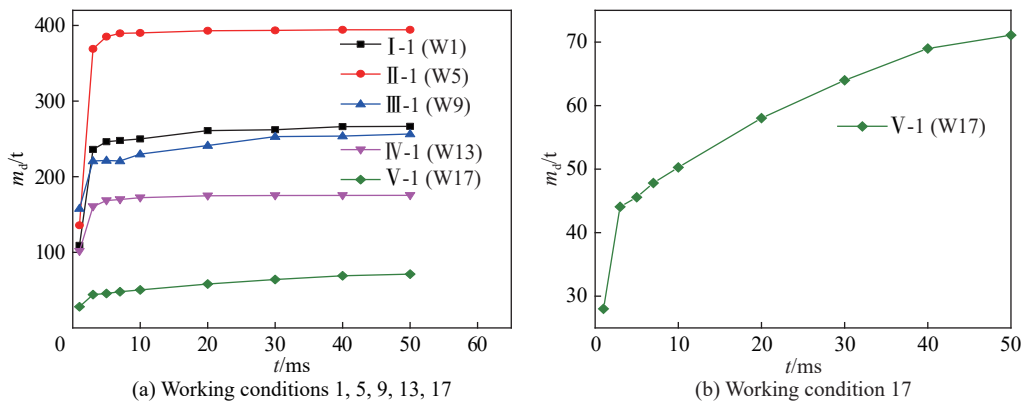 400
300
200
100
0
10
20
30
40
50
60
m_d/t
t/ms
Ⅰ-1 (W1)
Ⅱ-1 (W5)
Ⅲ-1 (W9)
Ⅳ-1 (W13)
Ⅴ-1 (W17)
(a) Working conditions 1, 5, 9, 13, 17
70
60
50
40
30
0
10
20
30
40
50
m_d/t
t/ms
Ⅴ-1 (W17)
(b) Working condition 17